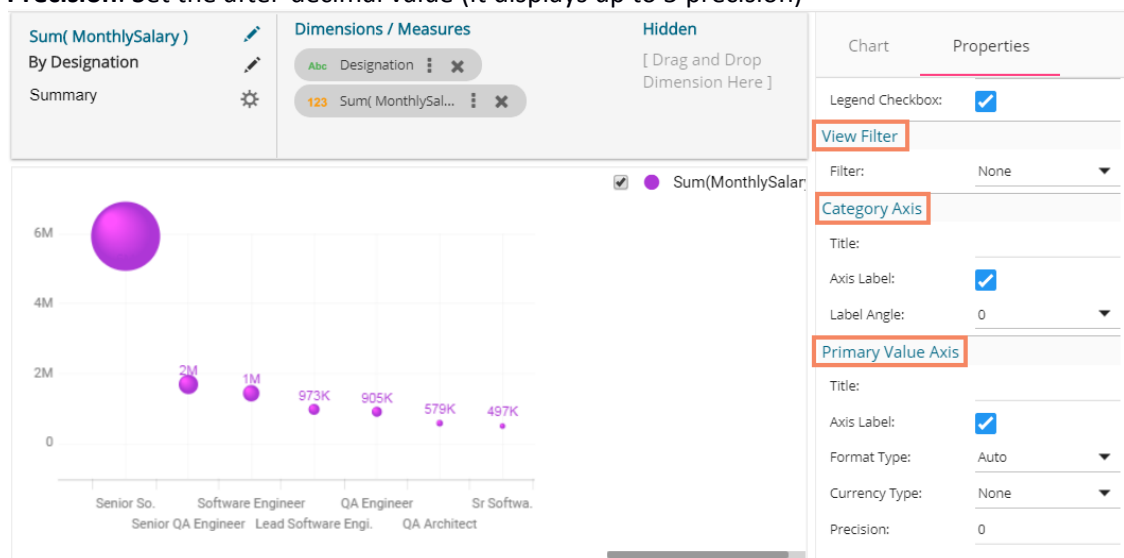 Precision: Set the after-decimal value (It displays up to 5 precision)
Sum( MonthlySalary )
By Designation
Summary
Dimensions / Measures
Abc Designation
123 Sum( MonthlySal...
Hidden
[ Drag and Drop
Dimension Here ]
Chart Properties
Legend Checkbox:
View Filter
Filter: None
Category Axis
Title:
Axis Label:
Label Angle: 0
Primary Value Axis
Title:
Axis Label:
Format Type: Auto
Currency Type: None
Precision: 0
Sum(MonthlySalar
6M
4M
2M
0
2M
1M
973K
905K
579K
497K
Senior So. Software Engineer QA Engineer Sr Softwa.
Senior QA Engineer Lead Software Engi. QA Architect